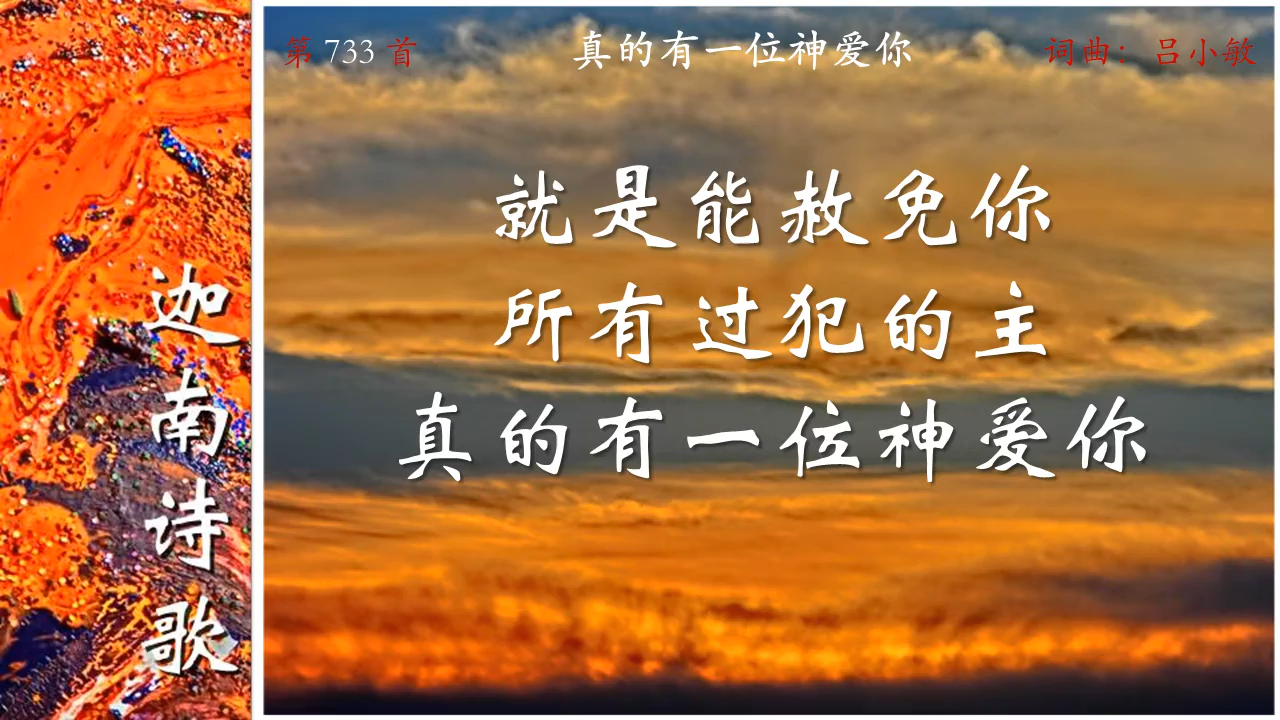 第 733 首
真的有一位神爱你
词曲：吕小敏
就是能赦免你
所有过犯的主
真的有一位神爱你
迦南诗歌